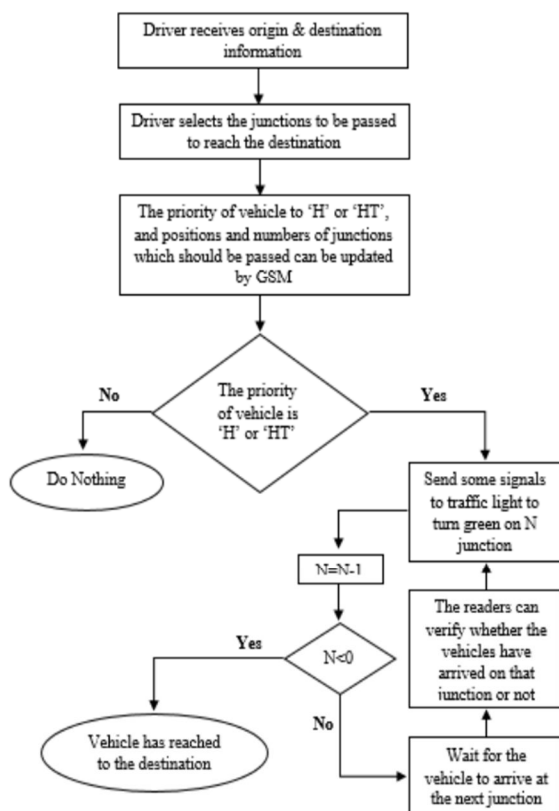 Driver receives origin & destination
information
Driver selects the junctions to be passed
to reach the destination
The priority of vehicle to ‘H’ or ‘HT’,
and positions and numbers of junctions
which should be passed can be updated
by GSM
No
The priority
of vehicle is
‘H’ or ‘HT’
Yes
Do Nothing
Send some signals
to traffic light to
turn green on N
junction
N=N-1
The readers can
verify whether the
vehicles have
arrived on that
junction or not
Yes
N<0
No
Vehicle has reached
to the destination
Wait for the
vehicle to arrive at
the next junction